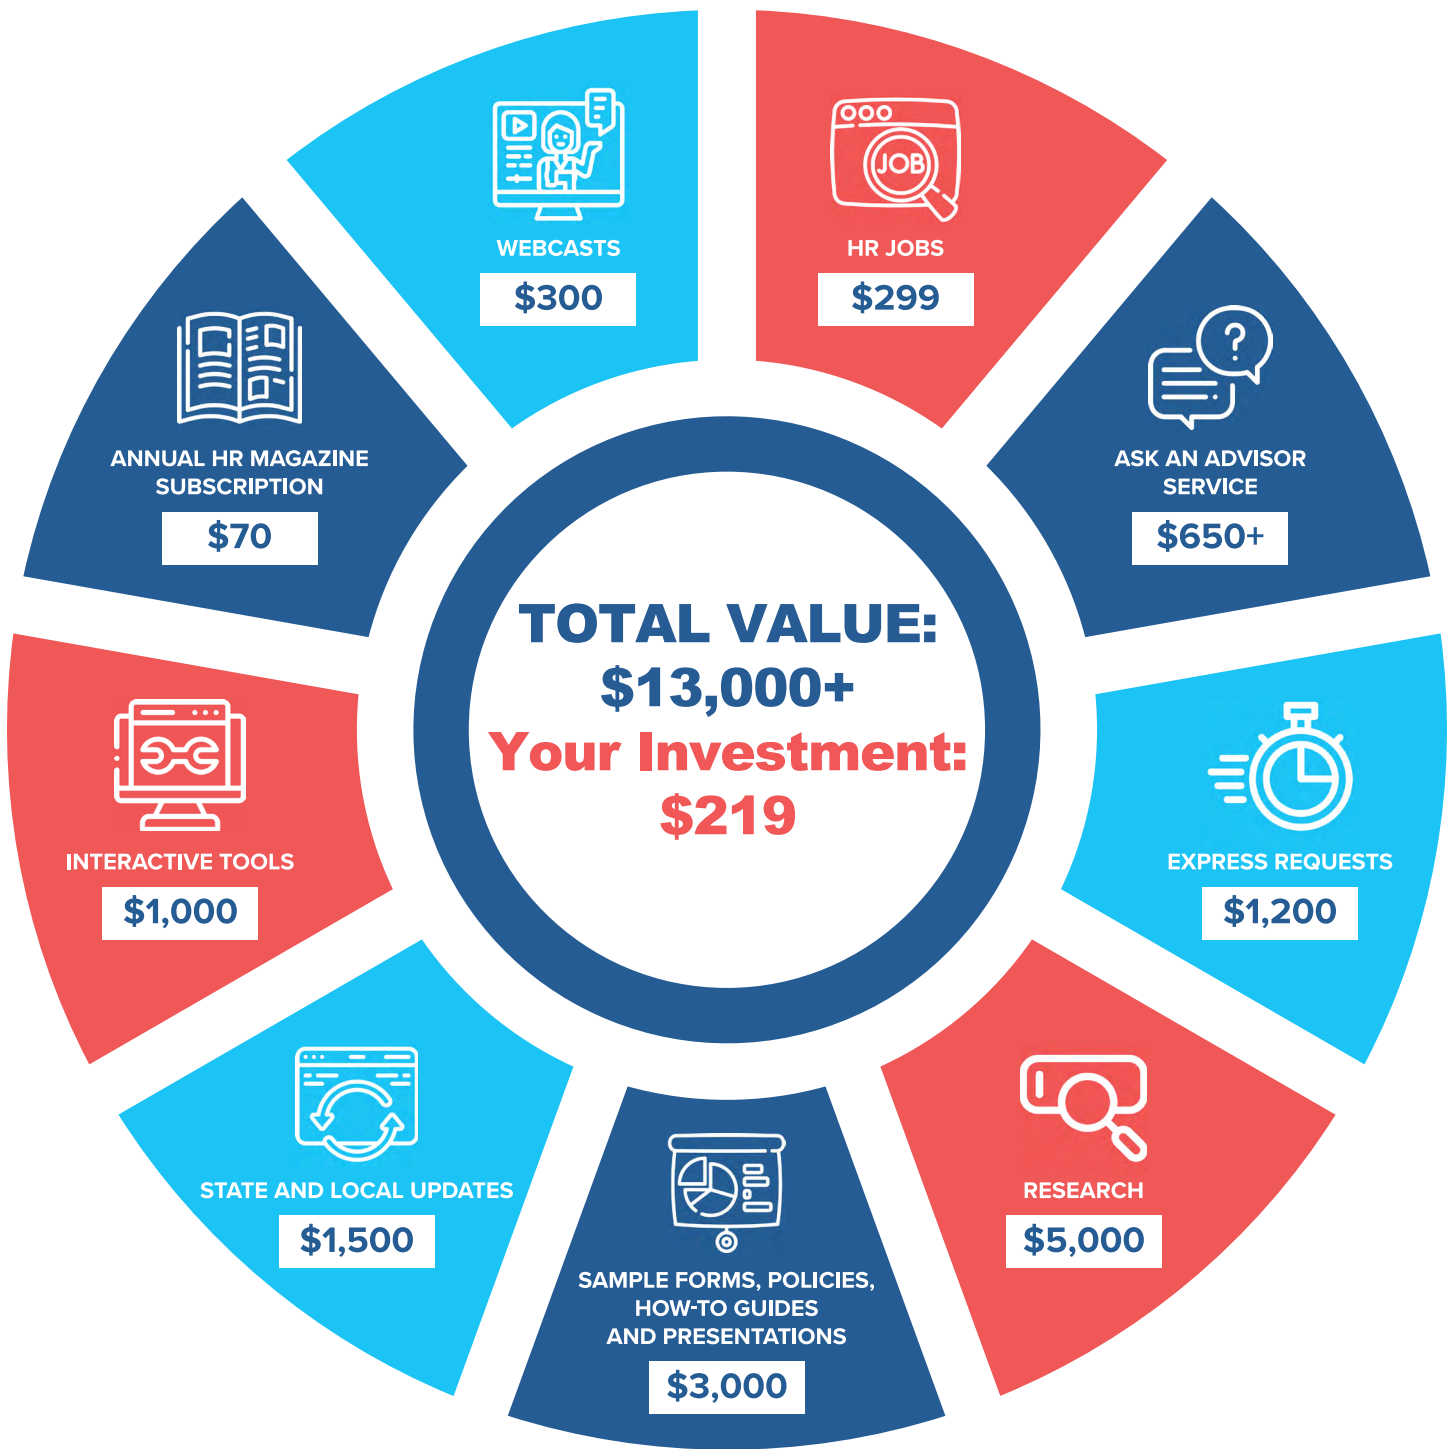 WEBCASTS
$300
JOB
HR JOBS
$299
?
ASK AN ADVISOR
SERVICE
$650+
EXPRESS REQUESTS
$1,200
RESEARCH
$5,000
SAMPLE FORMS, POLICIES,
HOW-TO GUIDES
AND PRESENTATIONS
$3,000
STATE AND LOCAL UPDATES
$1,500
INTERACTIVE TOOLS
$1,000
ANNUAL HR MAGAZINE
SUBSCRIPTION
$70
TOTAL VALUE:
$13,000+
Your Investment:
$219